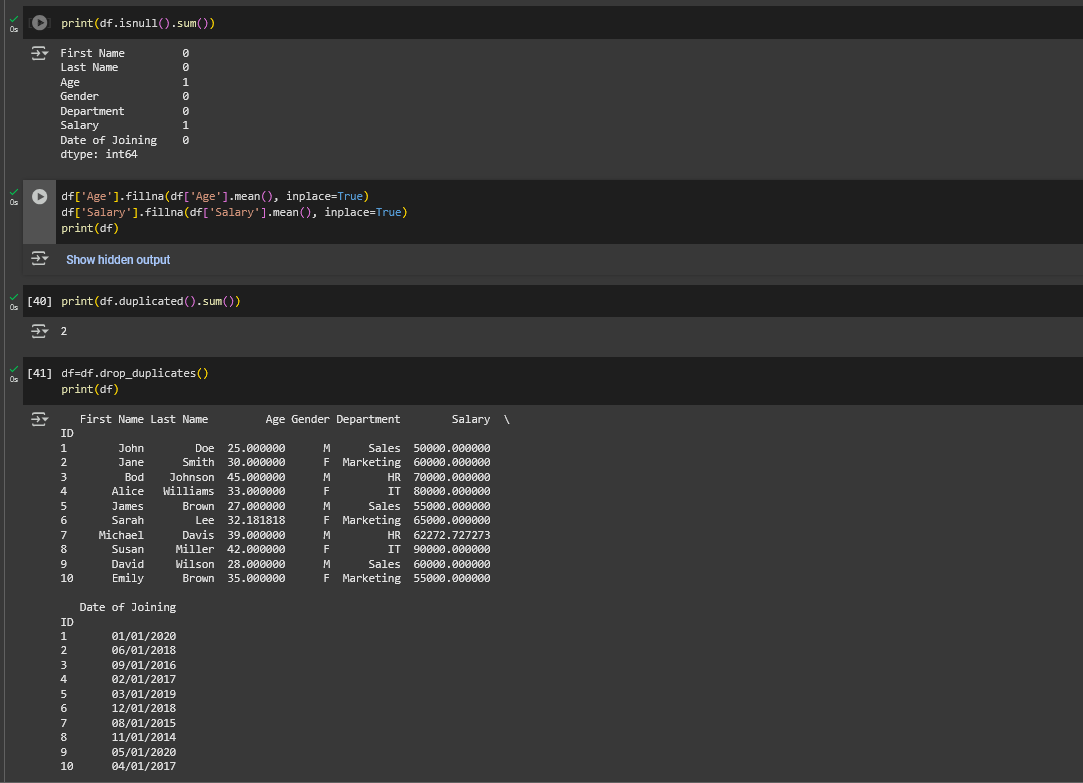 0s print(df.isnull().sum())
First Name 0
Last Name 0
Age 1
Gender 0
Department 0
Salary 1
Date of Joining 0
dtype: int64
0s df['Age'].fillna(df['Age'].mean(), inplace=True)
df['Salary'].fillna(df['Salary'].mean(), inplace=True)
print(df)
Show hidden output
0s [40] print(df.duplicated().sum())
2
0s [41] df=df.drop_duplicates()
print(df)
First Name Last Name Age Gender Department Salary \
ID
1 John Doe 25.000000 M Sales 50000.000000
2 Jane Smith 30.000000 F Marketing 60000.000000
3 Bod Johnson 45.000000 M HR 70000.000000
4 Alice Williams 33.000000 F IT 80000.000000
5 James Brown 27.000000 M Sales 55000.000000
6 Sarah Lee 32.181818 F Marketing 65000.000000
7 Michael Davis 39.000000 M HR 62272.727273
8 Susan Miller 42.000000 F IT 90000.000000
9 David Wilson 28.000000 M Sales 60000.000000
10 Emily Brown 35.000000 F Marketing 55000.000000
Date of Joining
ID
1 01/01/2020
2 06/01/2018
3 09/01/2016
4 02/01/2017
5 03/01/2019
6 12/01/2018
7 08/01/2015
8 11/01/2014
9 05/01/2020
10 04/01/2017